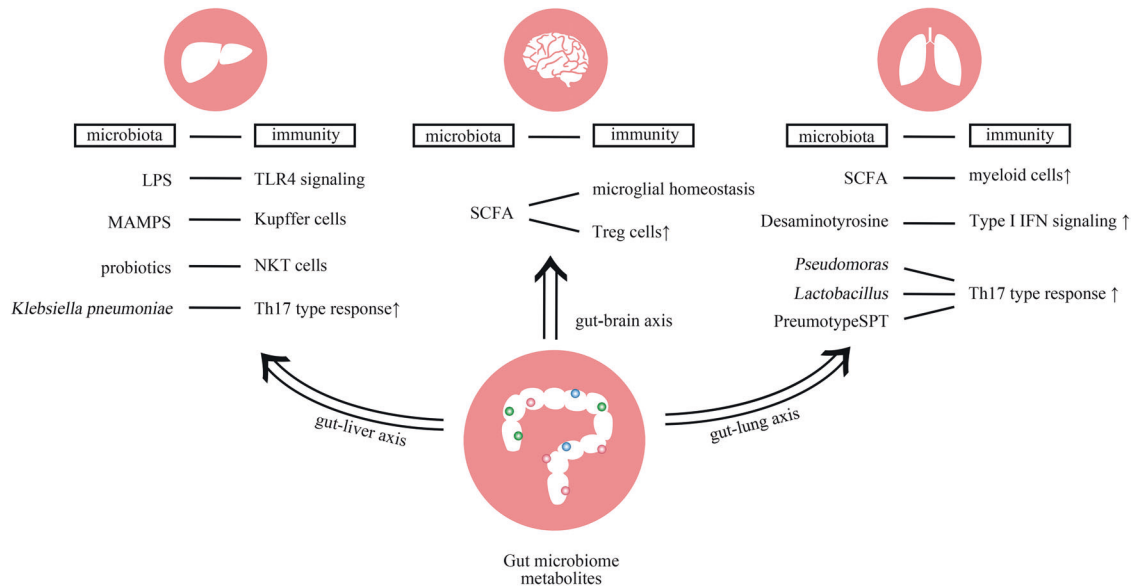 microbiota immunity
LPS TLR4 signaling
MAMPS Kupffer cells
probiotics NKT cells
Klebsiella pneumoniae Th17 type response↑
gut-liver axis
microbiota immunity
SCFA
microglial homeostasis
Treg cells↑
gut-brain axis
microbiota immunity
SCFA myeloid cells↑
Desaminotyrosine Type I IFN signaling ↑
Pseudomoras
Lactobacillus Th17 type response ↑
PreumotypeSPT
gut-lung axis
Gut microbiome
metabolites